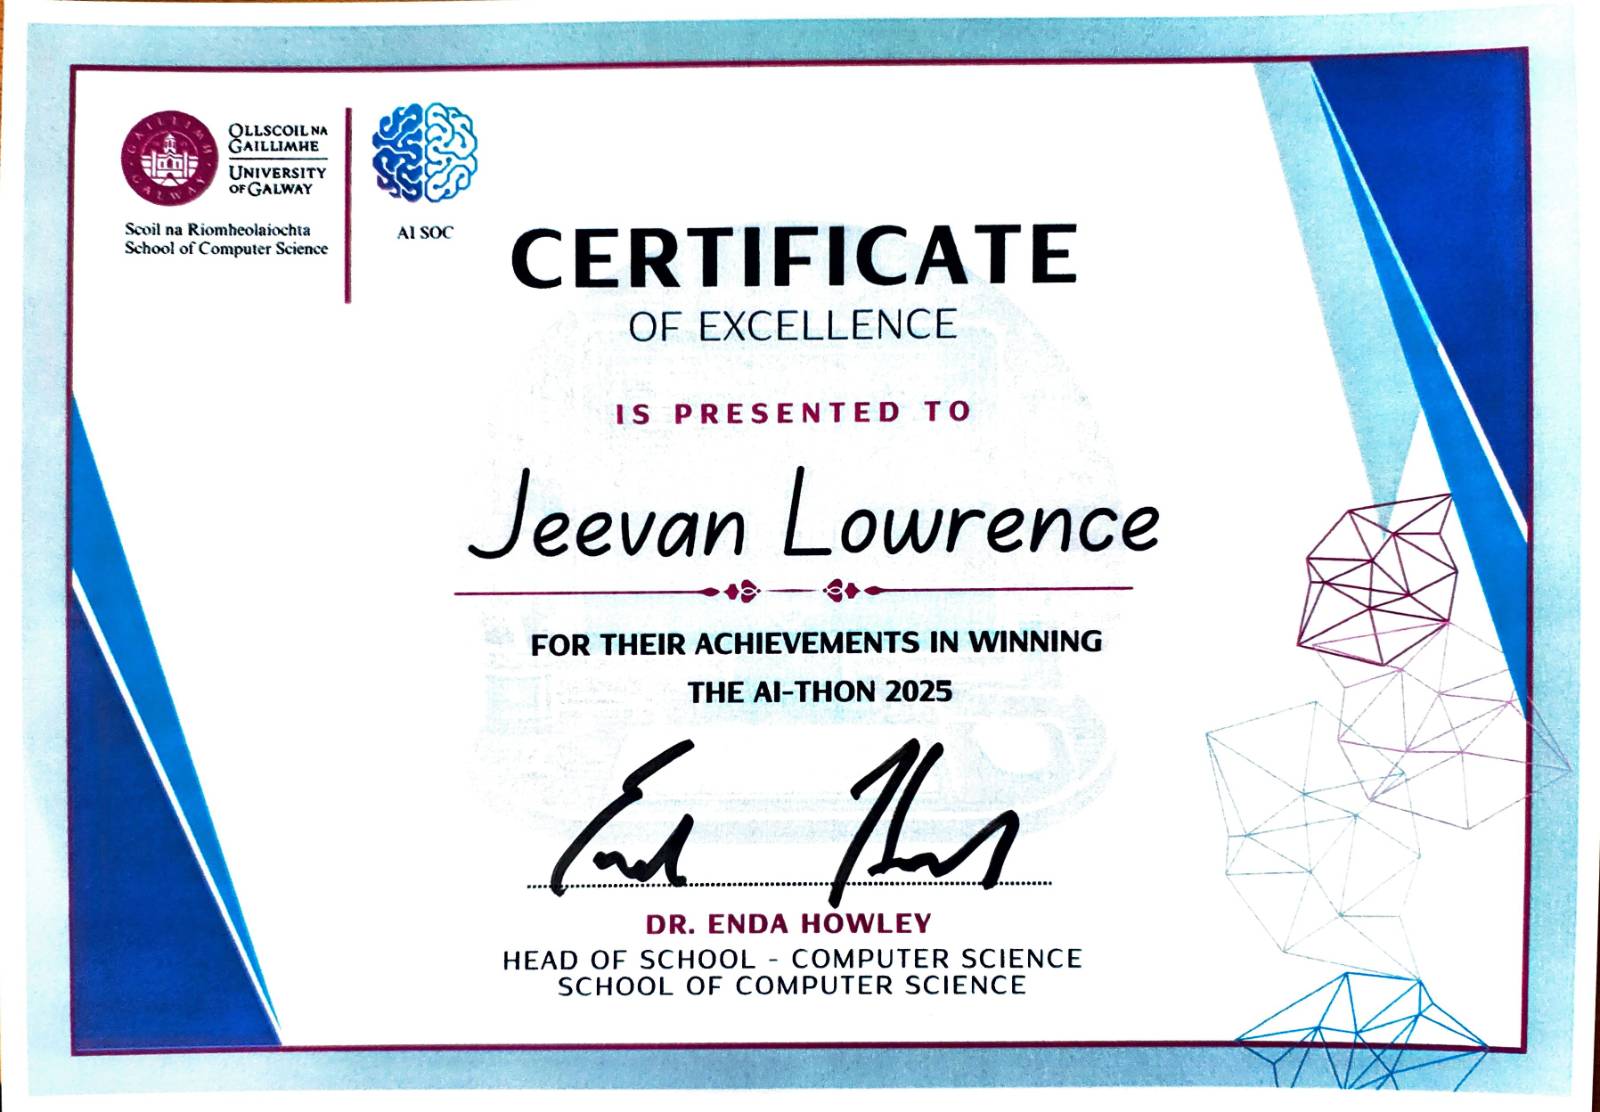 OLLSCOIL NA
GAILLIMHE
UNIVERSITY
OF GALWAY
GAILLIMH
GALWAY
Scoil na Ríomheolaíochta
School of Computer Science
AI SOC
CERTIFICATE
OF EXCELLENCE
IS PRESENTED TO
Jeevan Lowrence
FOR THEIR ACHIEVEMENTS IN WINNING
THE AI-THON 2025
Enda Howley
DR. ENDA HOWLEY
HEAD OF SCHOOL - COMPUTER SCIENCE
SCHOOL OF COMPUTER SCIENCE